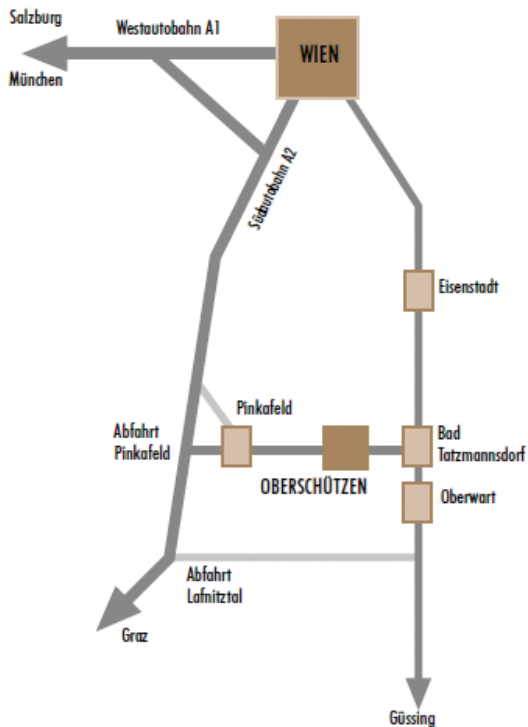 Salzburg
Westautobahn A1
WIEN
München
Südautobahn A2
Eisenstadt
Pinkafeld
Abfahrt
Pinkafeld
Bad
Tatzmannsdorf
OBERSCHÜTZEN
Oberwart
Abfahrt
Lafnitztal
Graz
Güssing